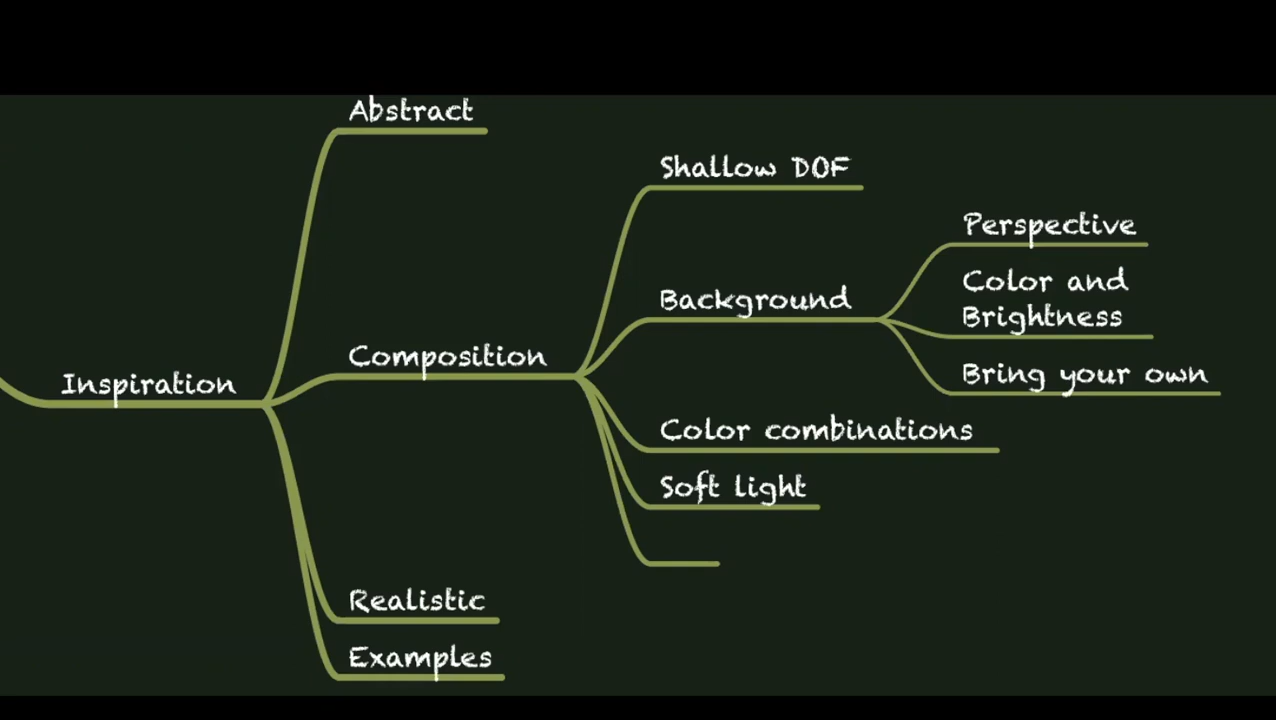 Abstract
Shallow DOF
Perspective
Color and
Brightness
Background
Bring your own
Composition
Inspiration
Color combinations
Soft light
Realistic
Examples